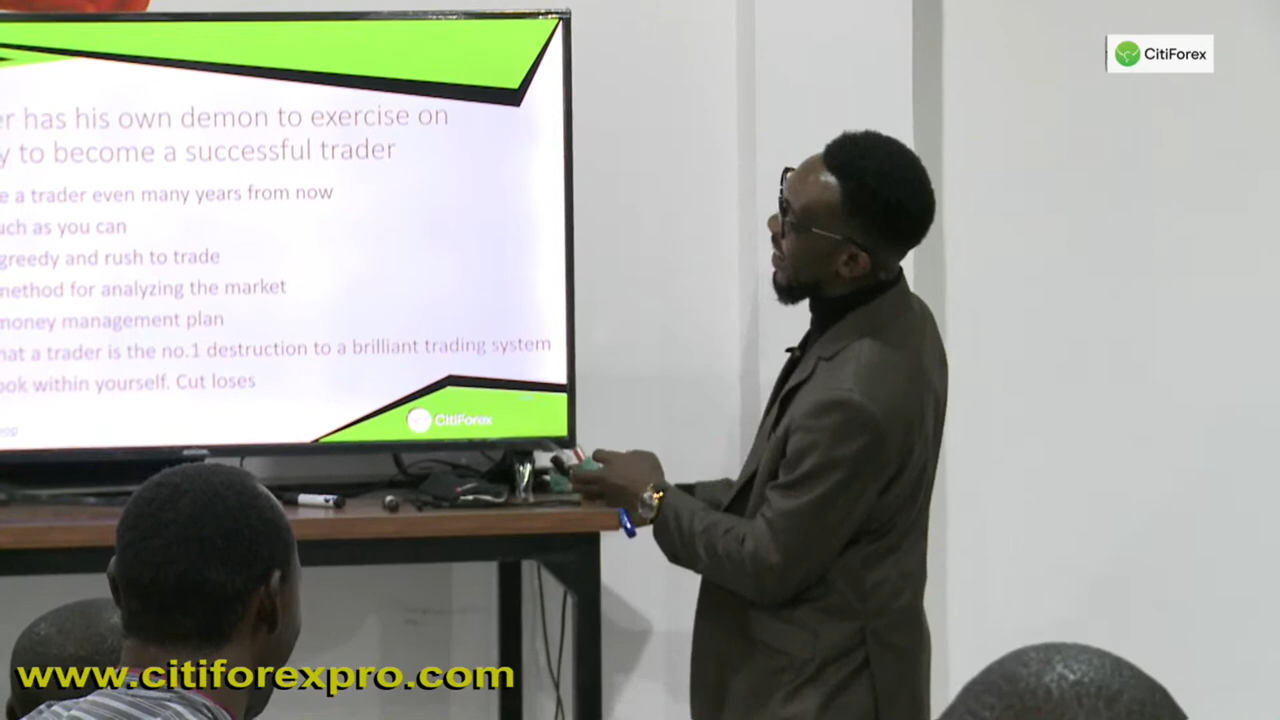 CitiForex
er has his own demon to exercise on
y to become a successful trader
e a trader even many years from now
uch as you can
greedy and rush to trade
method for analyzing the market
money management plan
hat a trader is the no.1 destruction to a brilliant trading system
ook within yourself. Cut loses
CitiForex
www.citiforexpro.com